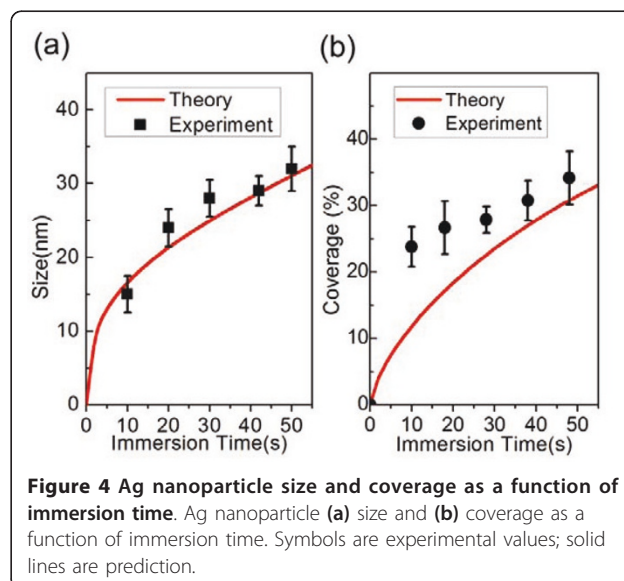 (a)
(b)
Theory
Experiment
Theory
Experiment
40
30
20
10
0
Size(nm)
0 10 20 30 40 50
Immersion Time(s)
40
30
20
10
0
Coverage (%)
0 10 20 30 40 50
Immersion Time(s)
Figure 4 Ag nanoparticle size and coverage as a function of
immersion time. Ag nanoparticle (a) size and (b) coverage as a
function of immersion time. Symbols are experimental values; solid
lines are prediction.